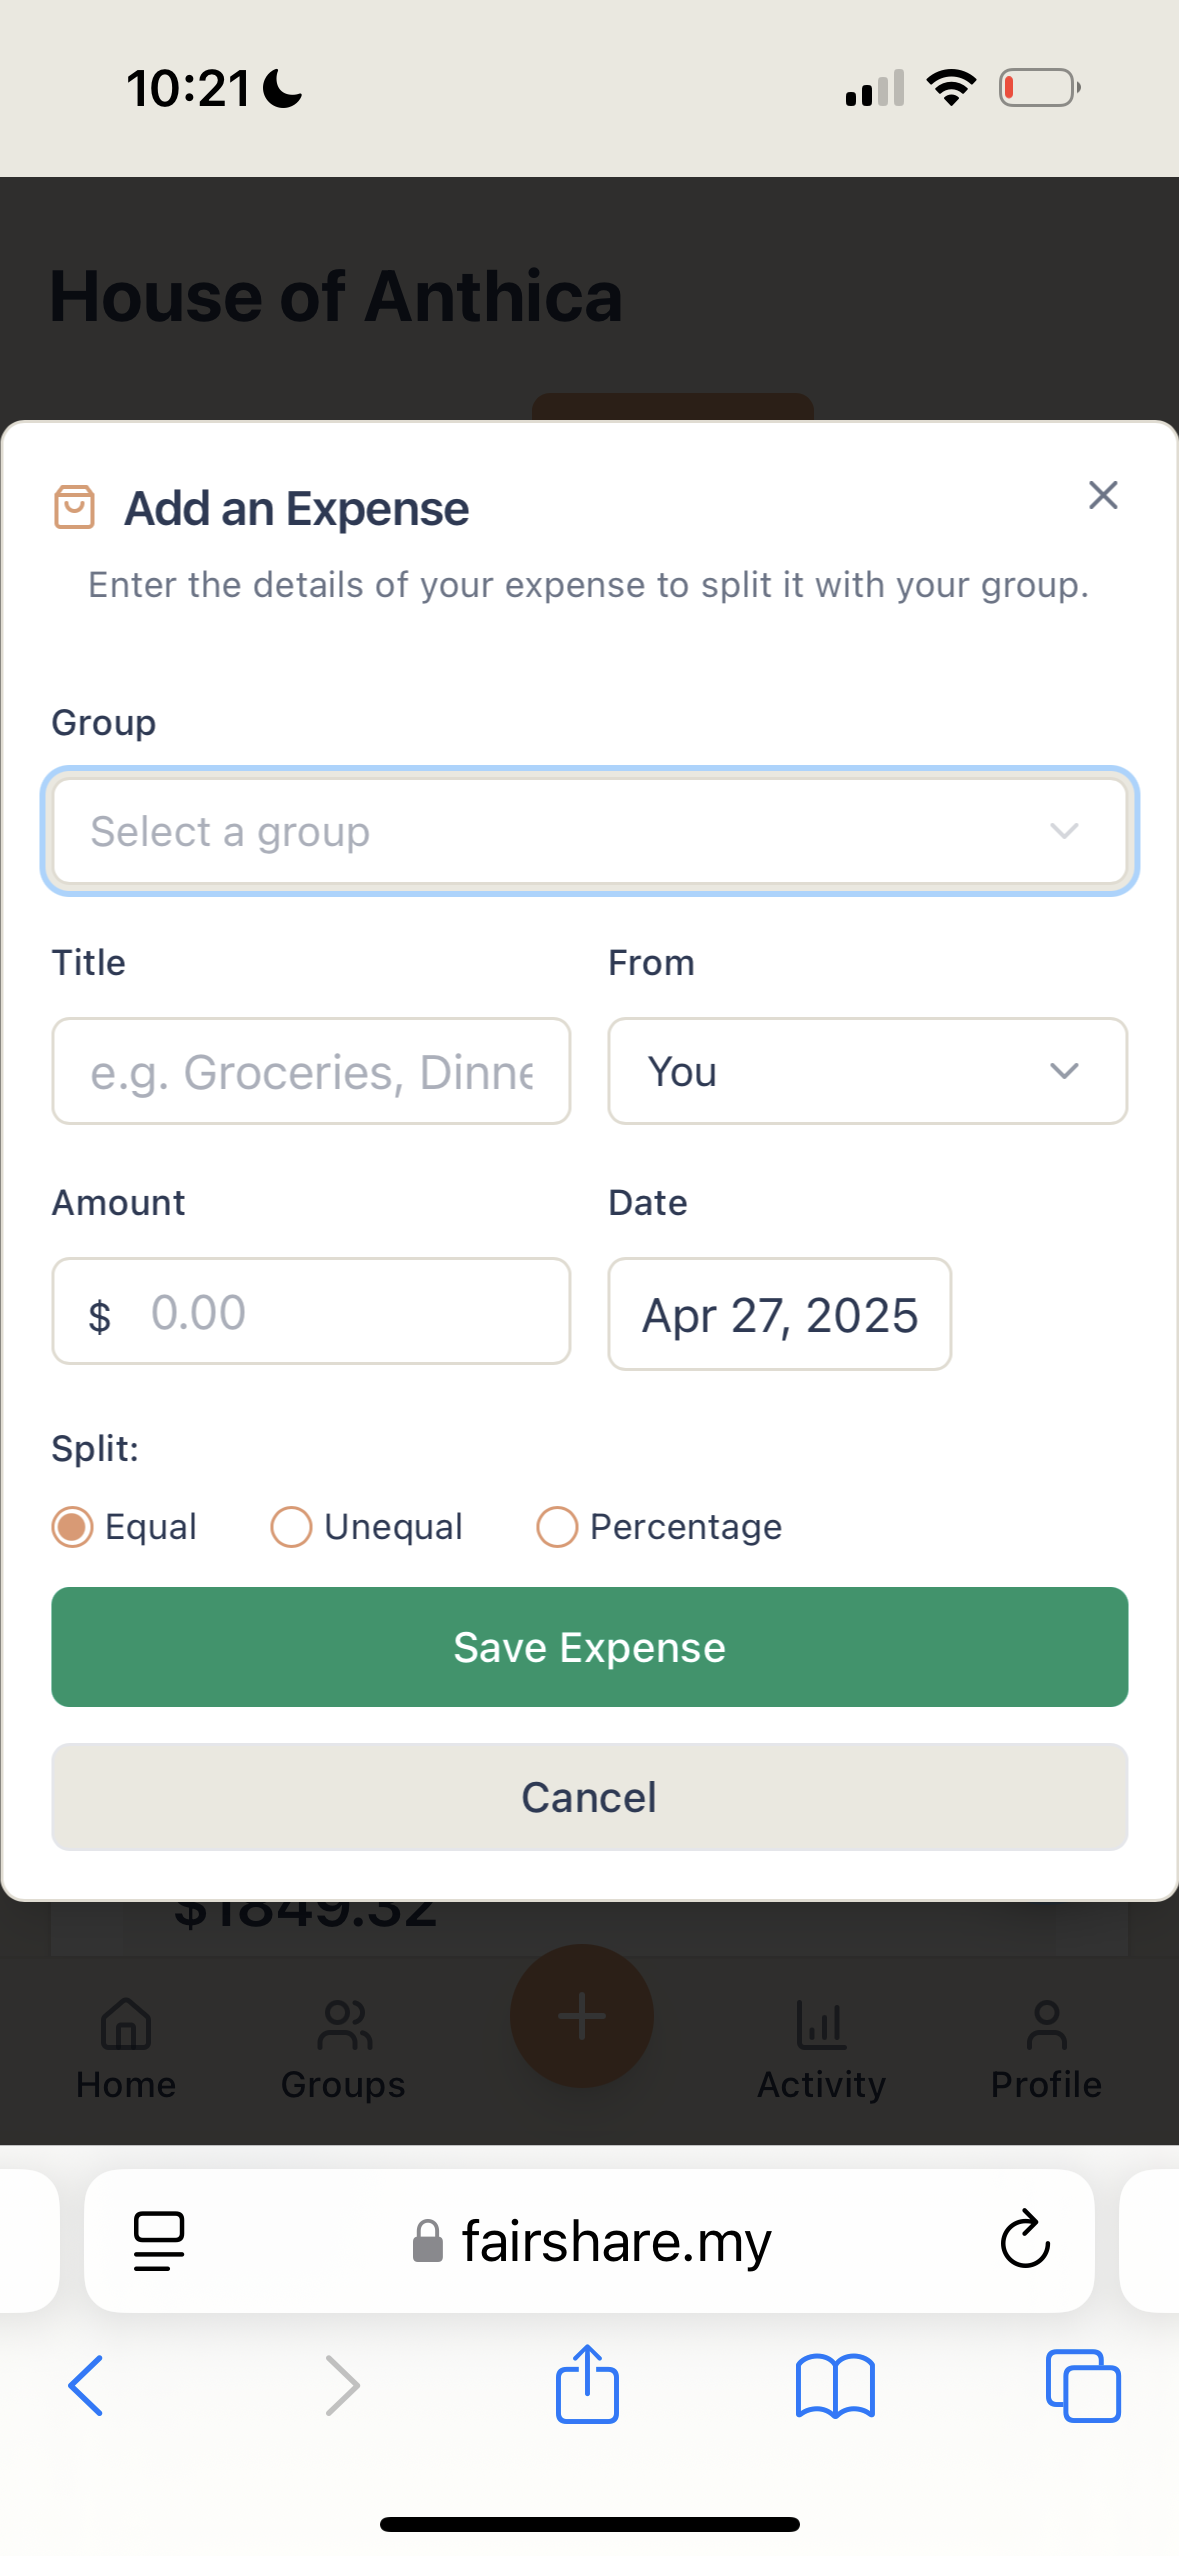 10:21
House of Anthica
Add an Expense
Enter the details of your expense to split it with your group.
Group
Select a group
Title
From
e.g. Groceries, Dinne
You
Amount
Date
$ 0.00
Apr 27, 2025
Split:
Equal
Unequal
Percentage
Save Expense
Cancel
$1849.32
Home
Groups
Activity
Profile
fairshare.my